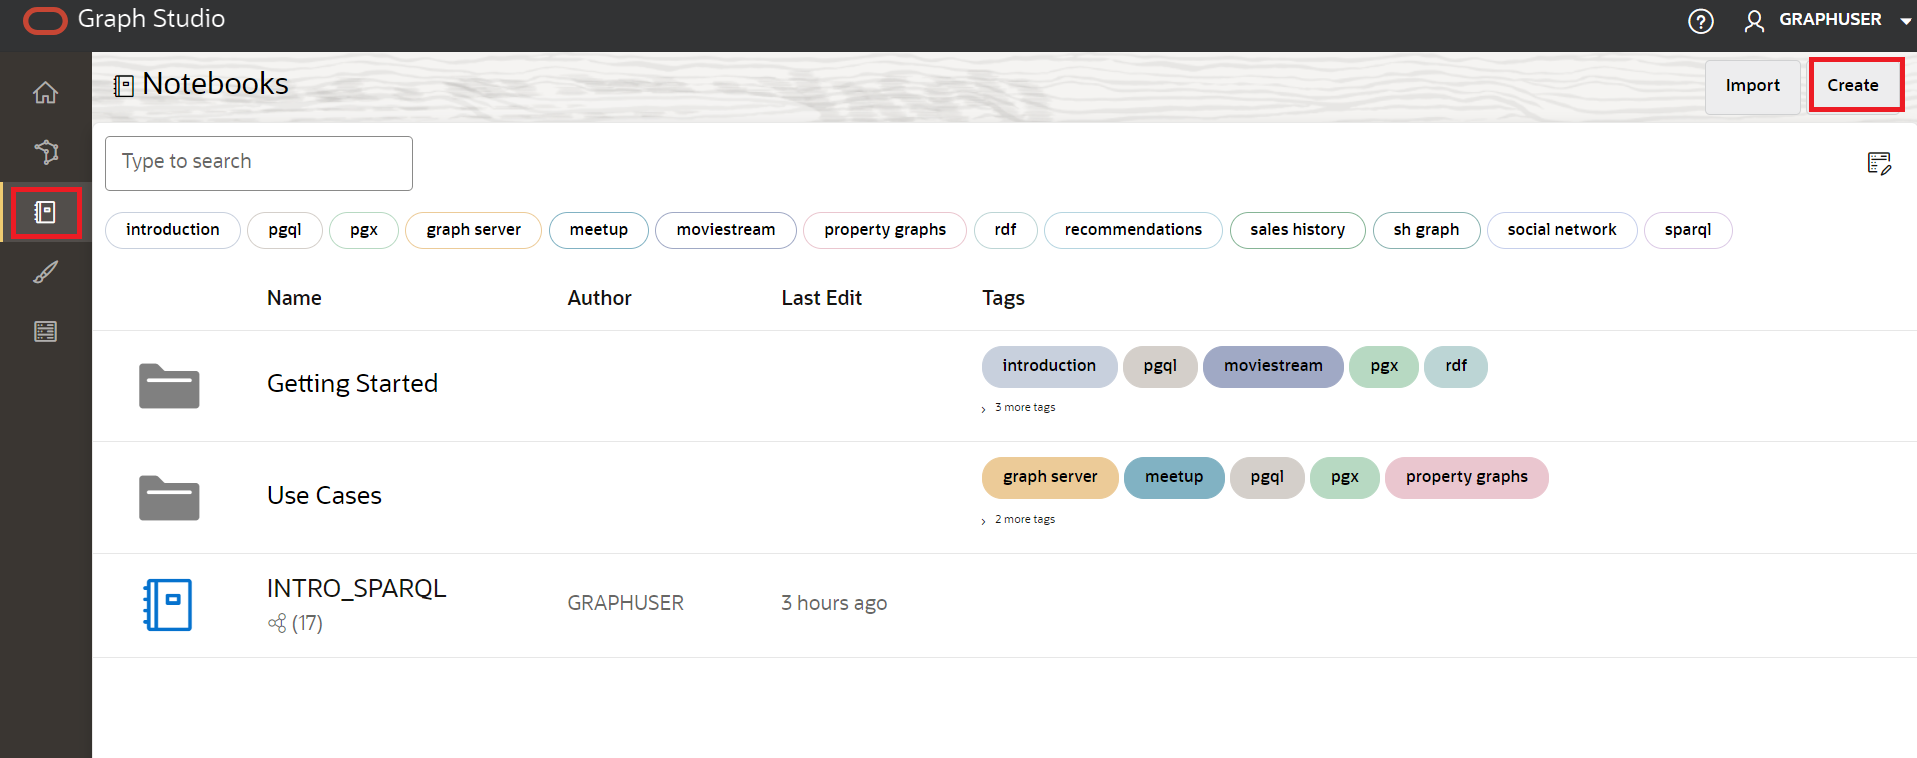 Graph Studio
GRAPHUSER
Notebooks
Import
Create
Type to search
introduction pgql pgx graph server meetup moviestream property graphs rdf recommendations sales history sh graph social network sparql
Name Author Last Edit Tags
Getting Started
introduction pgql moviestream pgx rdf
3 more tags
Use Cases
graph server meetup pgql pgx property graphs
2 more tags
INTRO_SPARQL
(17)
GRAPHUSER
3 hours ago